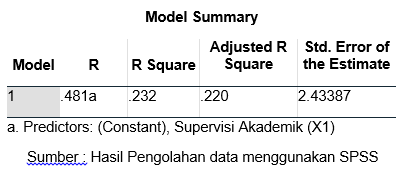 Model Summary
Model R R Square Adjusted R Square Std. Error of the Estimate
1 .481a .232 .220 2.43387
a. Predictors: (Constant), Supervisi Akademik (X1)
Sumber : Hasil Pengolahan data menggunakan SPSS